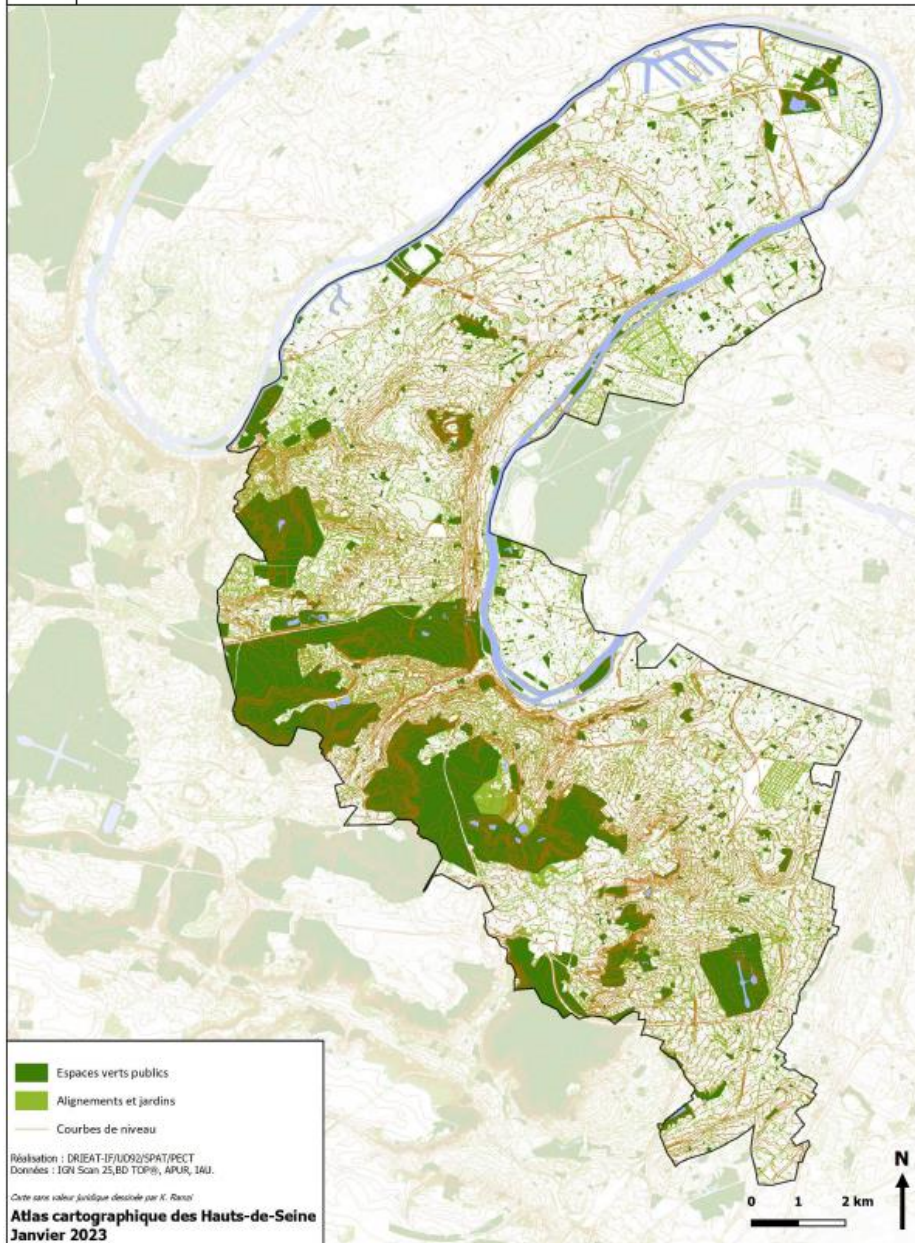 Espaces verts publics
Alignements et jardins
Courbes de niveau
Réalisation : DRIEAT-IF/UD92/SPAT/PECT
Données : IGN Scan 25,BD TOP®, APUR, IAU.
Carte sans valeur juridique dessinée par K. Ramzi
Atlas cartographique des Hauts-de-Seine
Janvier 2023
N
0 1 2 km